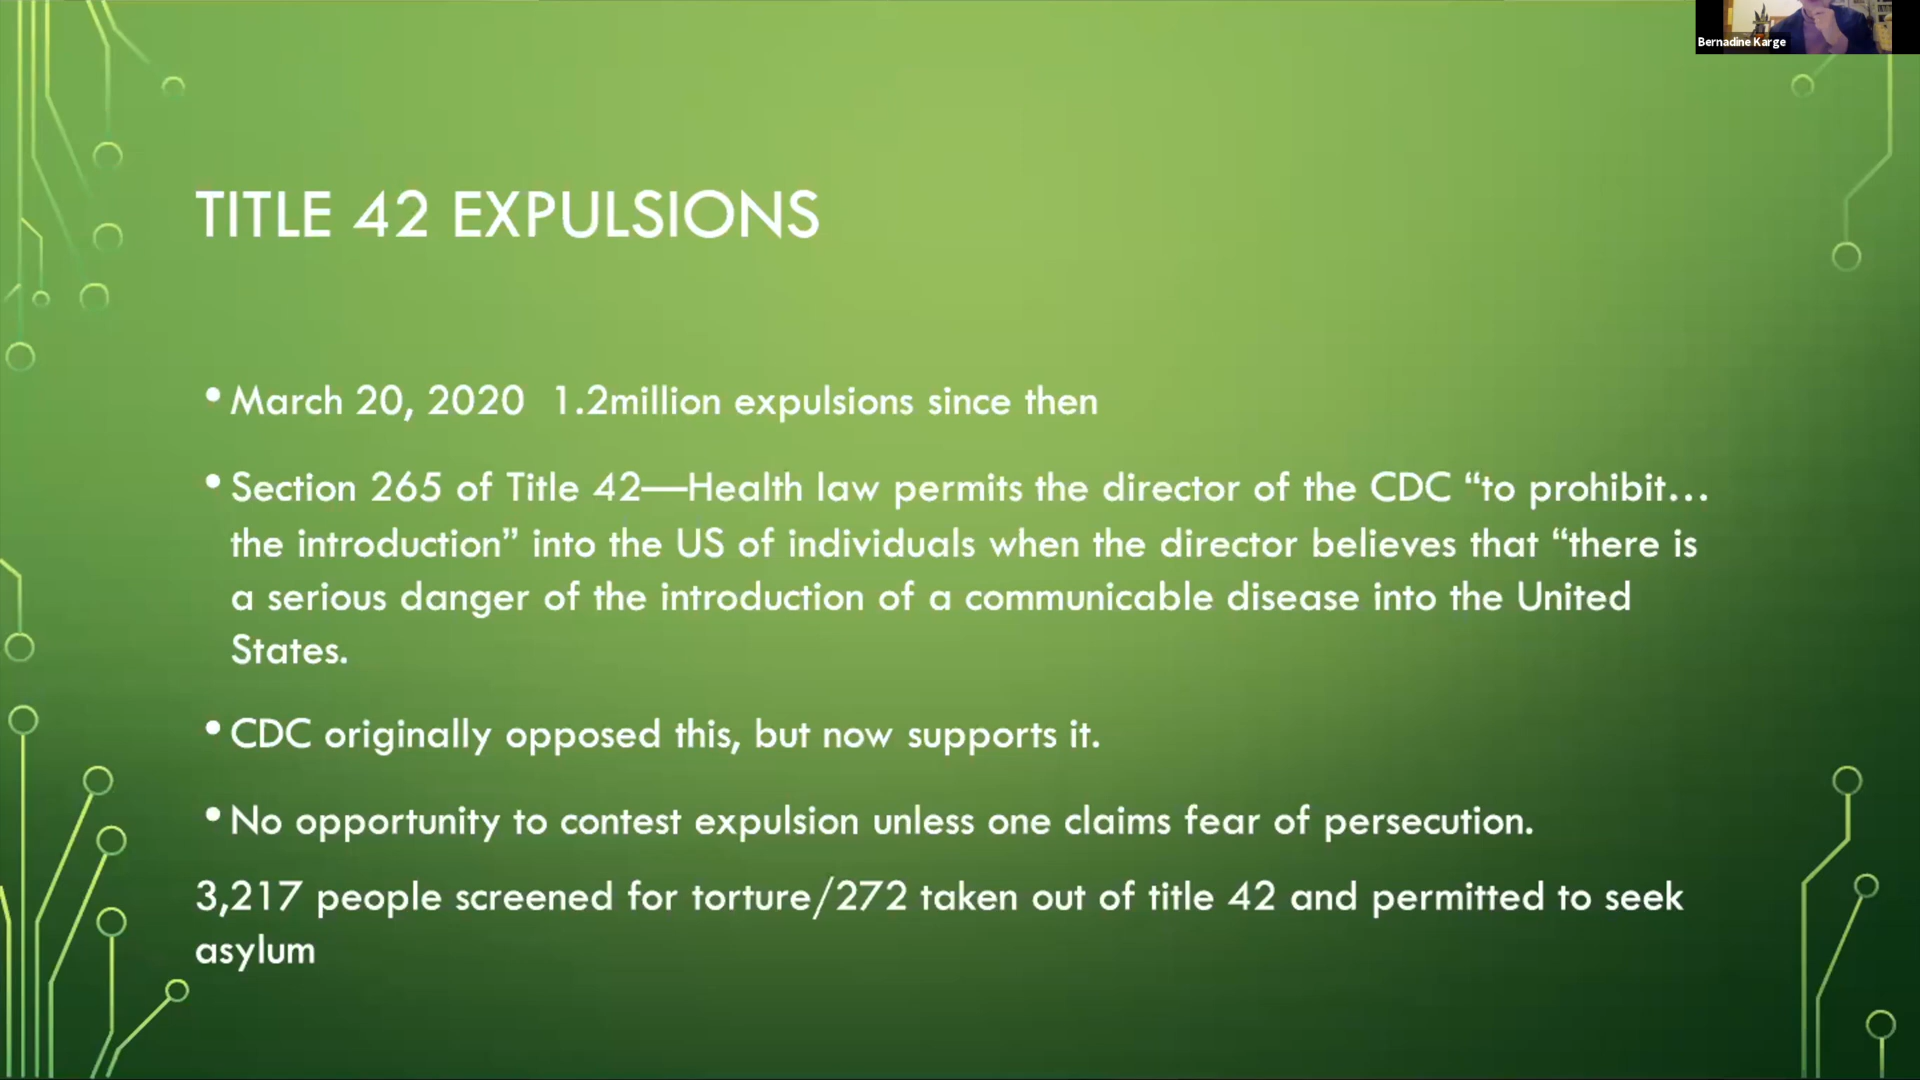 Bernadine Karge
TITLE 42 EXPULSIONS
• March 20, 2020  1.2million expulsions since then
• Section 265 of Title 42—Health law permits the director of the CDC “to prohibit…
the introduction” into the US of individuals when the director believes that “there is
a serious danger of the introduction of a communicable disease into the United
States.
• CDC originally opposed this, but now supports it.
• No opportunity to contest expulsion unless one claims fear of persecution.
3,217 people screened for torture/272 taken out of title 42 and permitted to seek
asylum